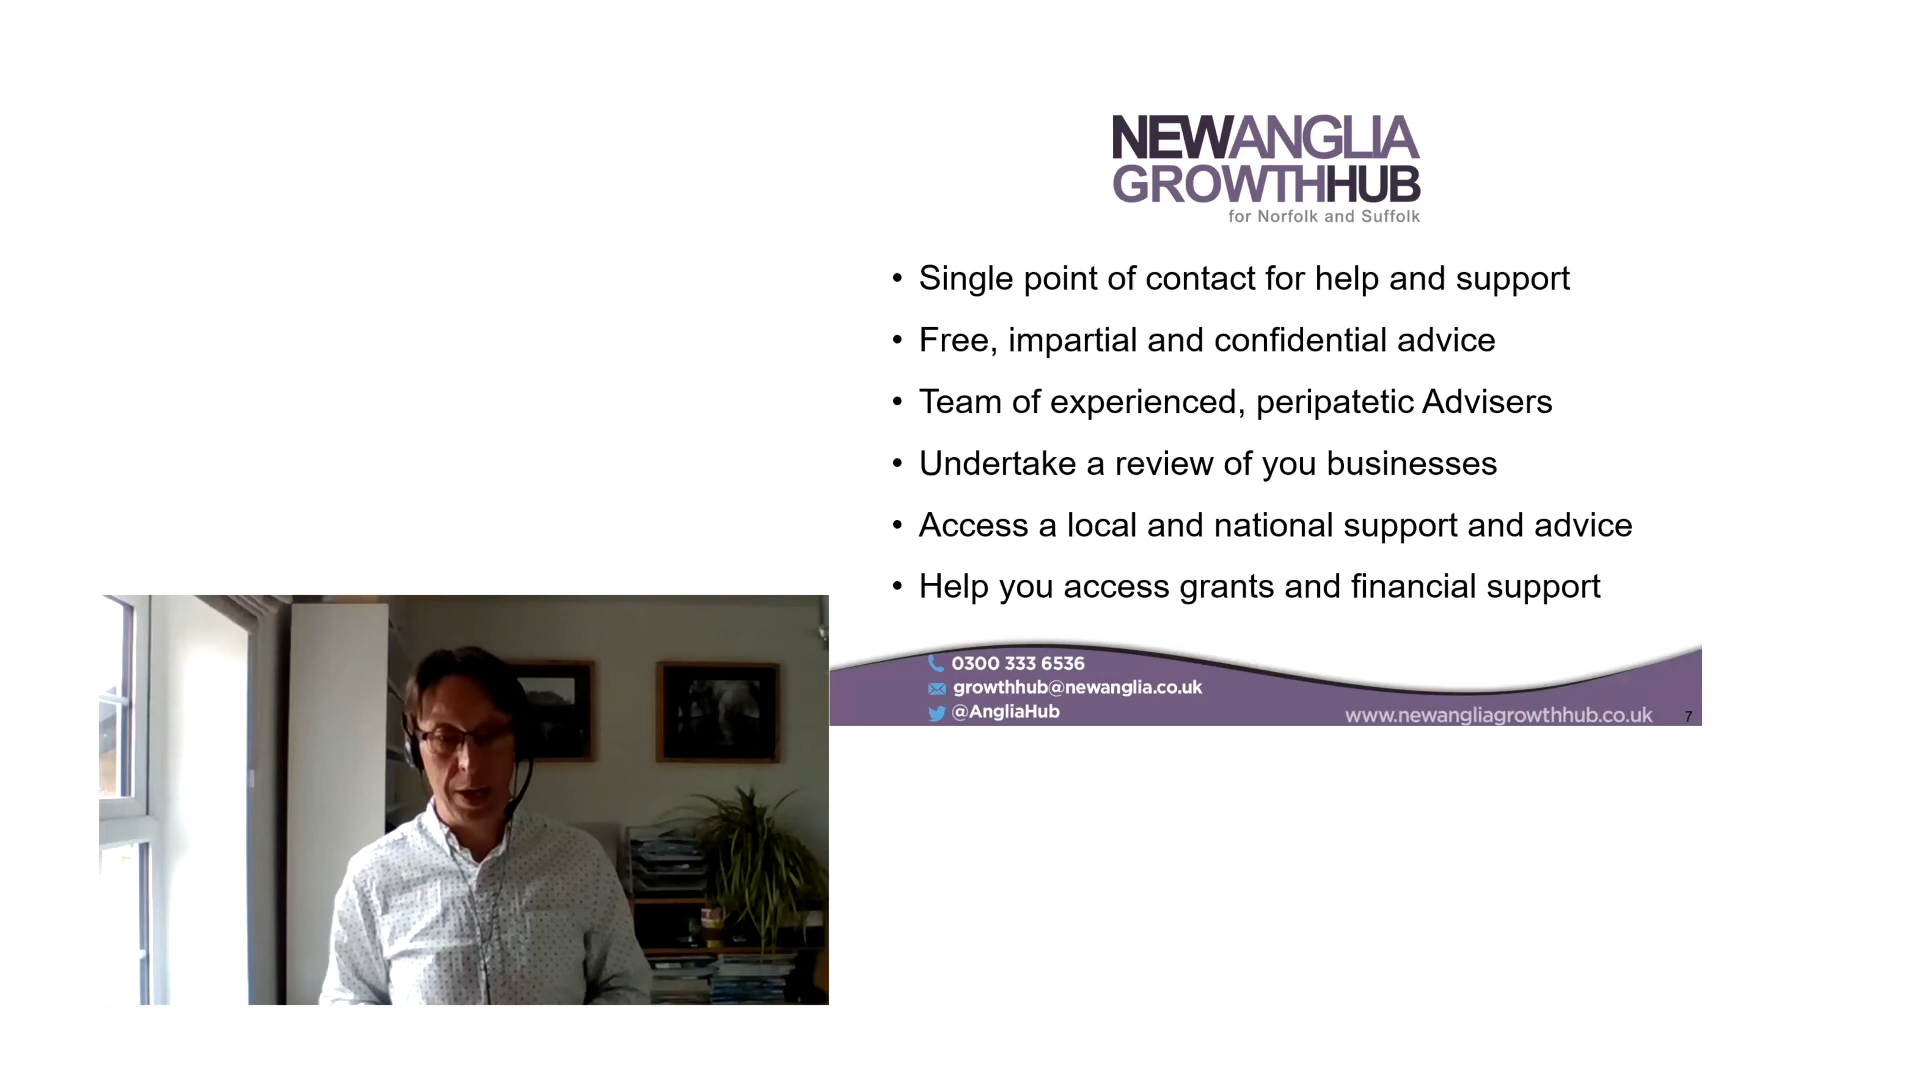 NEWANGLIA
GROWTHHUB
for Norfolk and Suffolk
• Single point of contact for help and support
• Free, impartial and confidential advice
• Team of experienced, peripatetic Advisers
• Undertake a review of you businesses
• Access a local and national support and advice
• Help you access grants and financial support
0300 333 6536
growthhub@newanglia.co.uk
@AngliaHub
www.newangliagrowthhub.co.uk
7